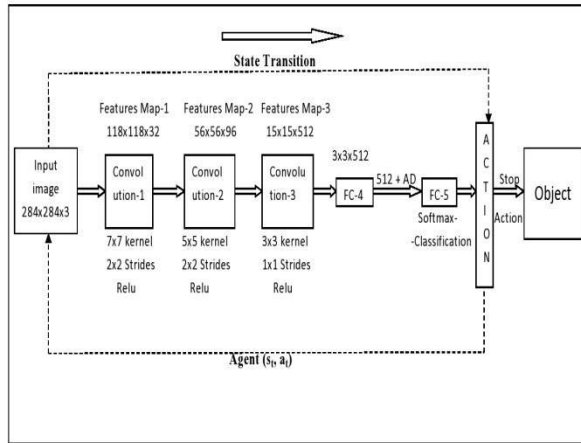 State Transition
Features Map-1
118x118x32
Features Map-2
56x56x96
Features Map-3
15x15x512
Input
image
284x284x3
Convol
ution-1
Convol
ution-2
Convolu
tion-3
3x3x512
FC-4
512 + AD
FC-5
Softmax-
-Classification
A
C
T
I
O
N
Stop
Action
Object
7x7 kernel
2x2 Strides
Relu
5x5 kernel
2x2 Strides
Relu
3x3 kernel
1x1 Strides
Relu
Agent (st, at)